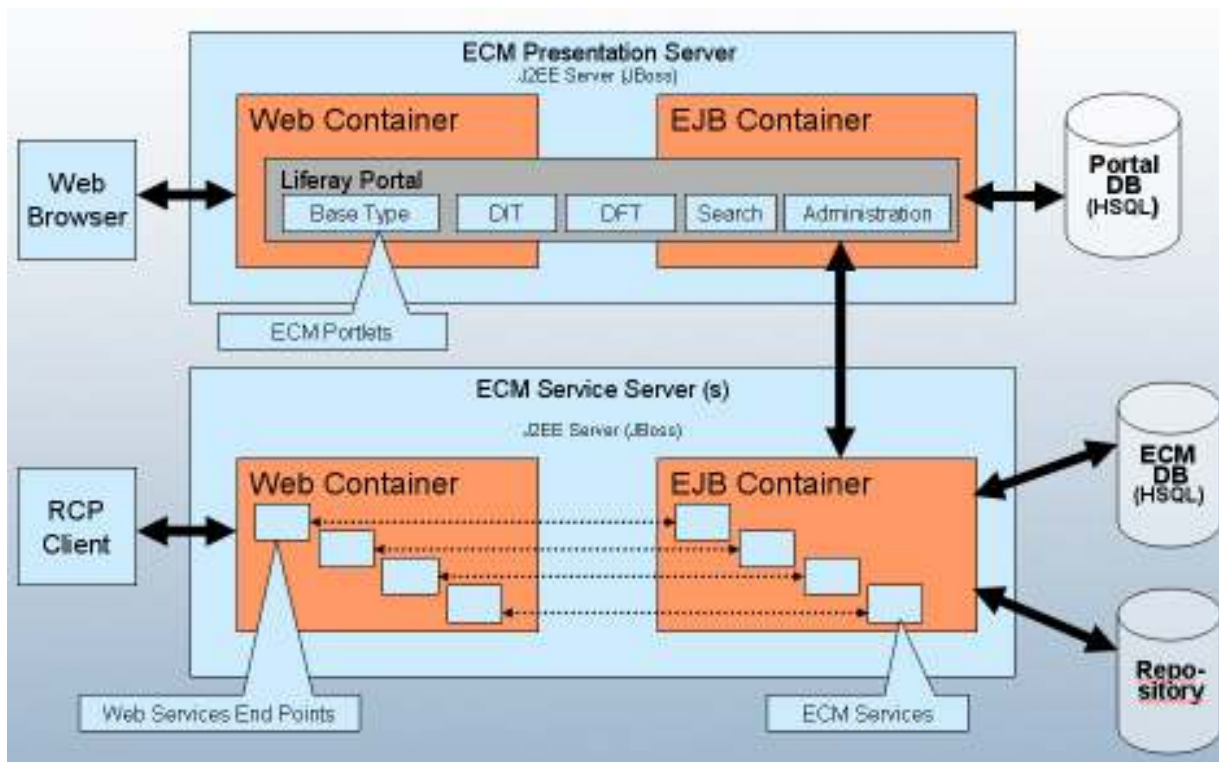 ECM Presentation Server
J2EE Server (JBoss)
Web Container
EJB Container
Web
Browser
Liferay Portal
Base Type
DIT
DFT
Search
Administration
Portal
DB
(HSQL)
ECM Portlets
ECM Service Server (s)
J2EE Server (JBoss)
Web Container
EJB Container
RCP
Client
ECM
DB
(HSQL)
Repo-
sitory
Web Services End Points
ECM Services